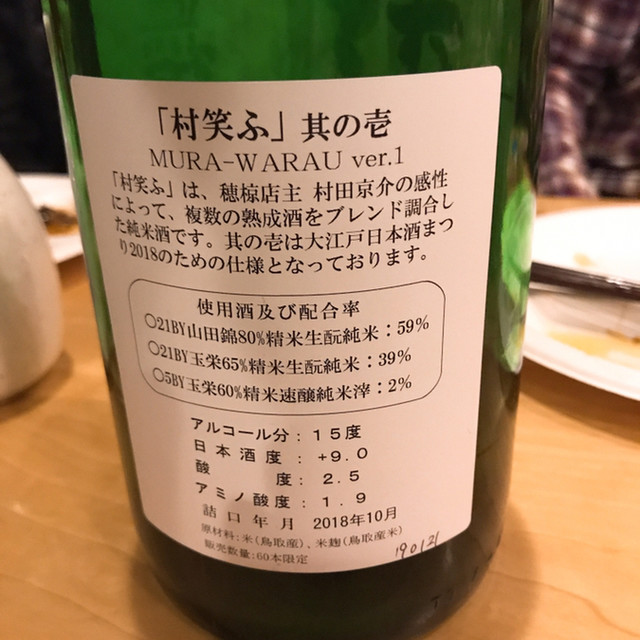 「村笑ふ」其の壱
MURA-WARAU ver.1
「村笑ふ」は、穂椋店主 村田京介の感性
によって、複数の熟成酒をブレンド調合し
た純米酒です。其の壱は大江戸日本酒まつ
り2018のための仕様となっております。
使用酒及び配合率
○21BY山田錦80%精米生酛純米：59%
○21BY玉栄65%精米生酛純米：39%
○5BY玉栄60%精米速醸純米滓：2%
アルコール分：15度
日本酒度：+9.0
酸度：2.5
アミノ酸度：1.9
詰口年月 2018年10月
原材料：米（鳥取産）、米麹（鳥取産米）
販売数量：60本限定
190121